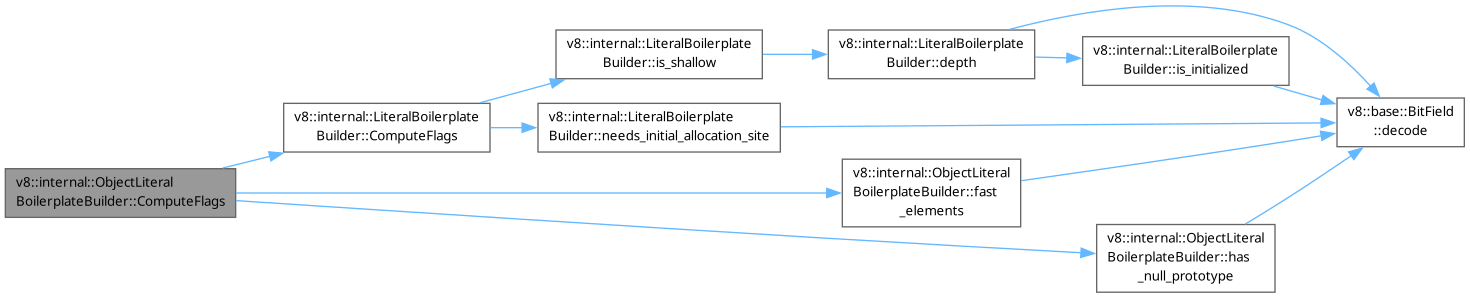 v8::internal::ObjectLiteral
BoilerplateBuilder::ComputeFlags
v8::internal::LiteralBoilerplate
Builder::ComputeFlags
v8::internal::LiteralBoilerplate
Builder::is_shallow
v8::internal::LiteralBoilerplate
Builder::needs_initial_allocation_site
v8::internal::LiteralBoilerplate
Builder::depth
v8::internal::LiteralBoilerplate
Builder::is_initialized
v8::base::BitField
::decode
v8::internal::ObjectLiteral
BoilerplateBuilder::fast
_elements
v8::internal::ObjectLiteral
BoilerplateBuilder::has
_null_prototype